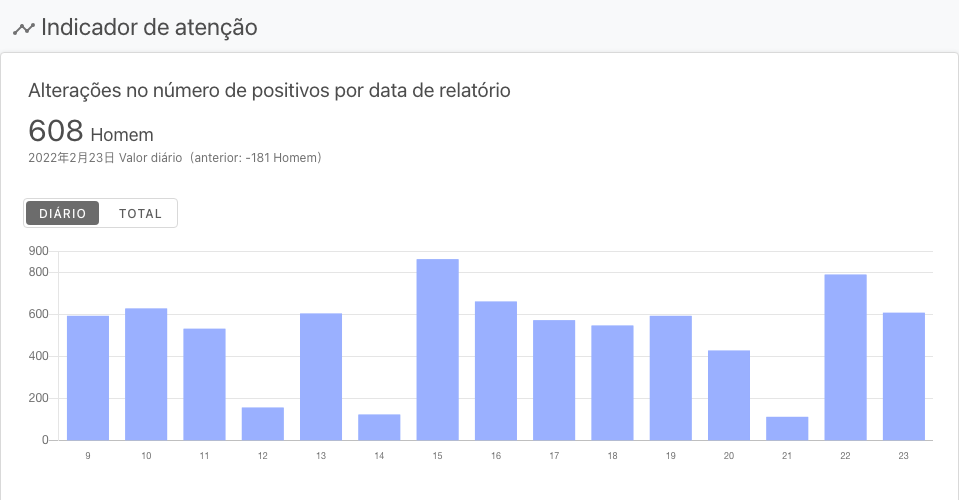 Indicador de atenção
Alterações no número de positivos por data de relatório
608 Homem
2022年2月23日 Valor diário（anterior: -181 Homem）
DIÁRIO TOTAL
900
800
600
400
200
0
9 10 11 12 13 14 15 16 17 18 19 20 21 22 23